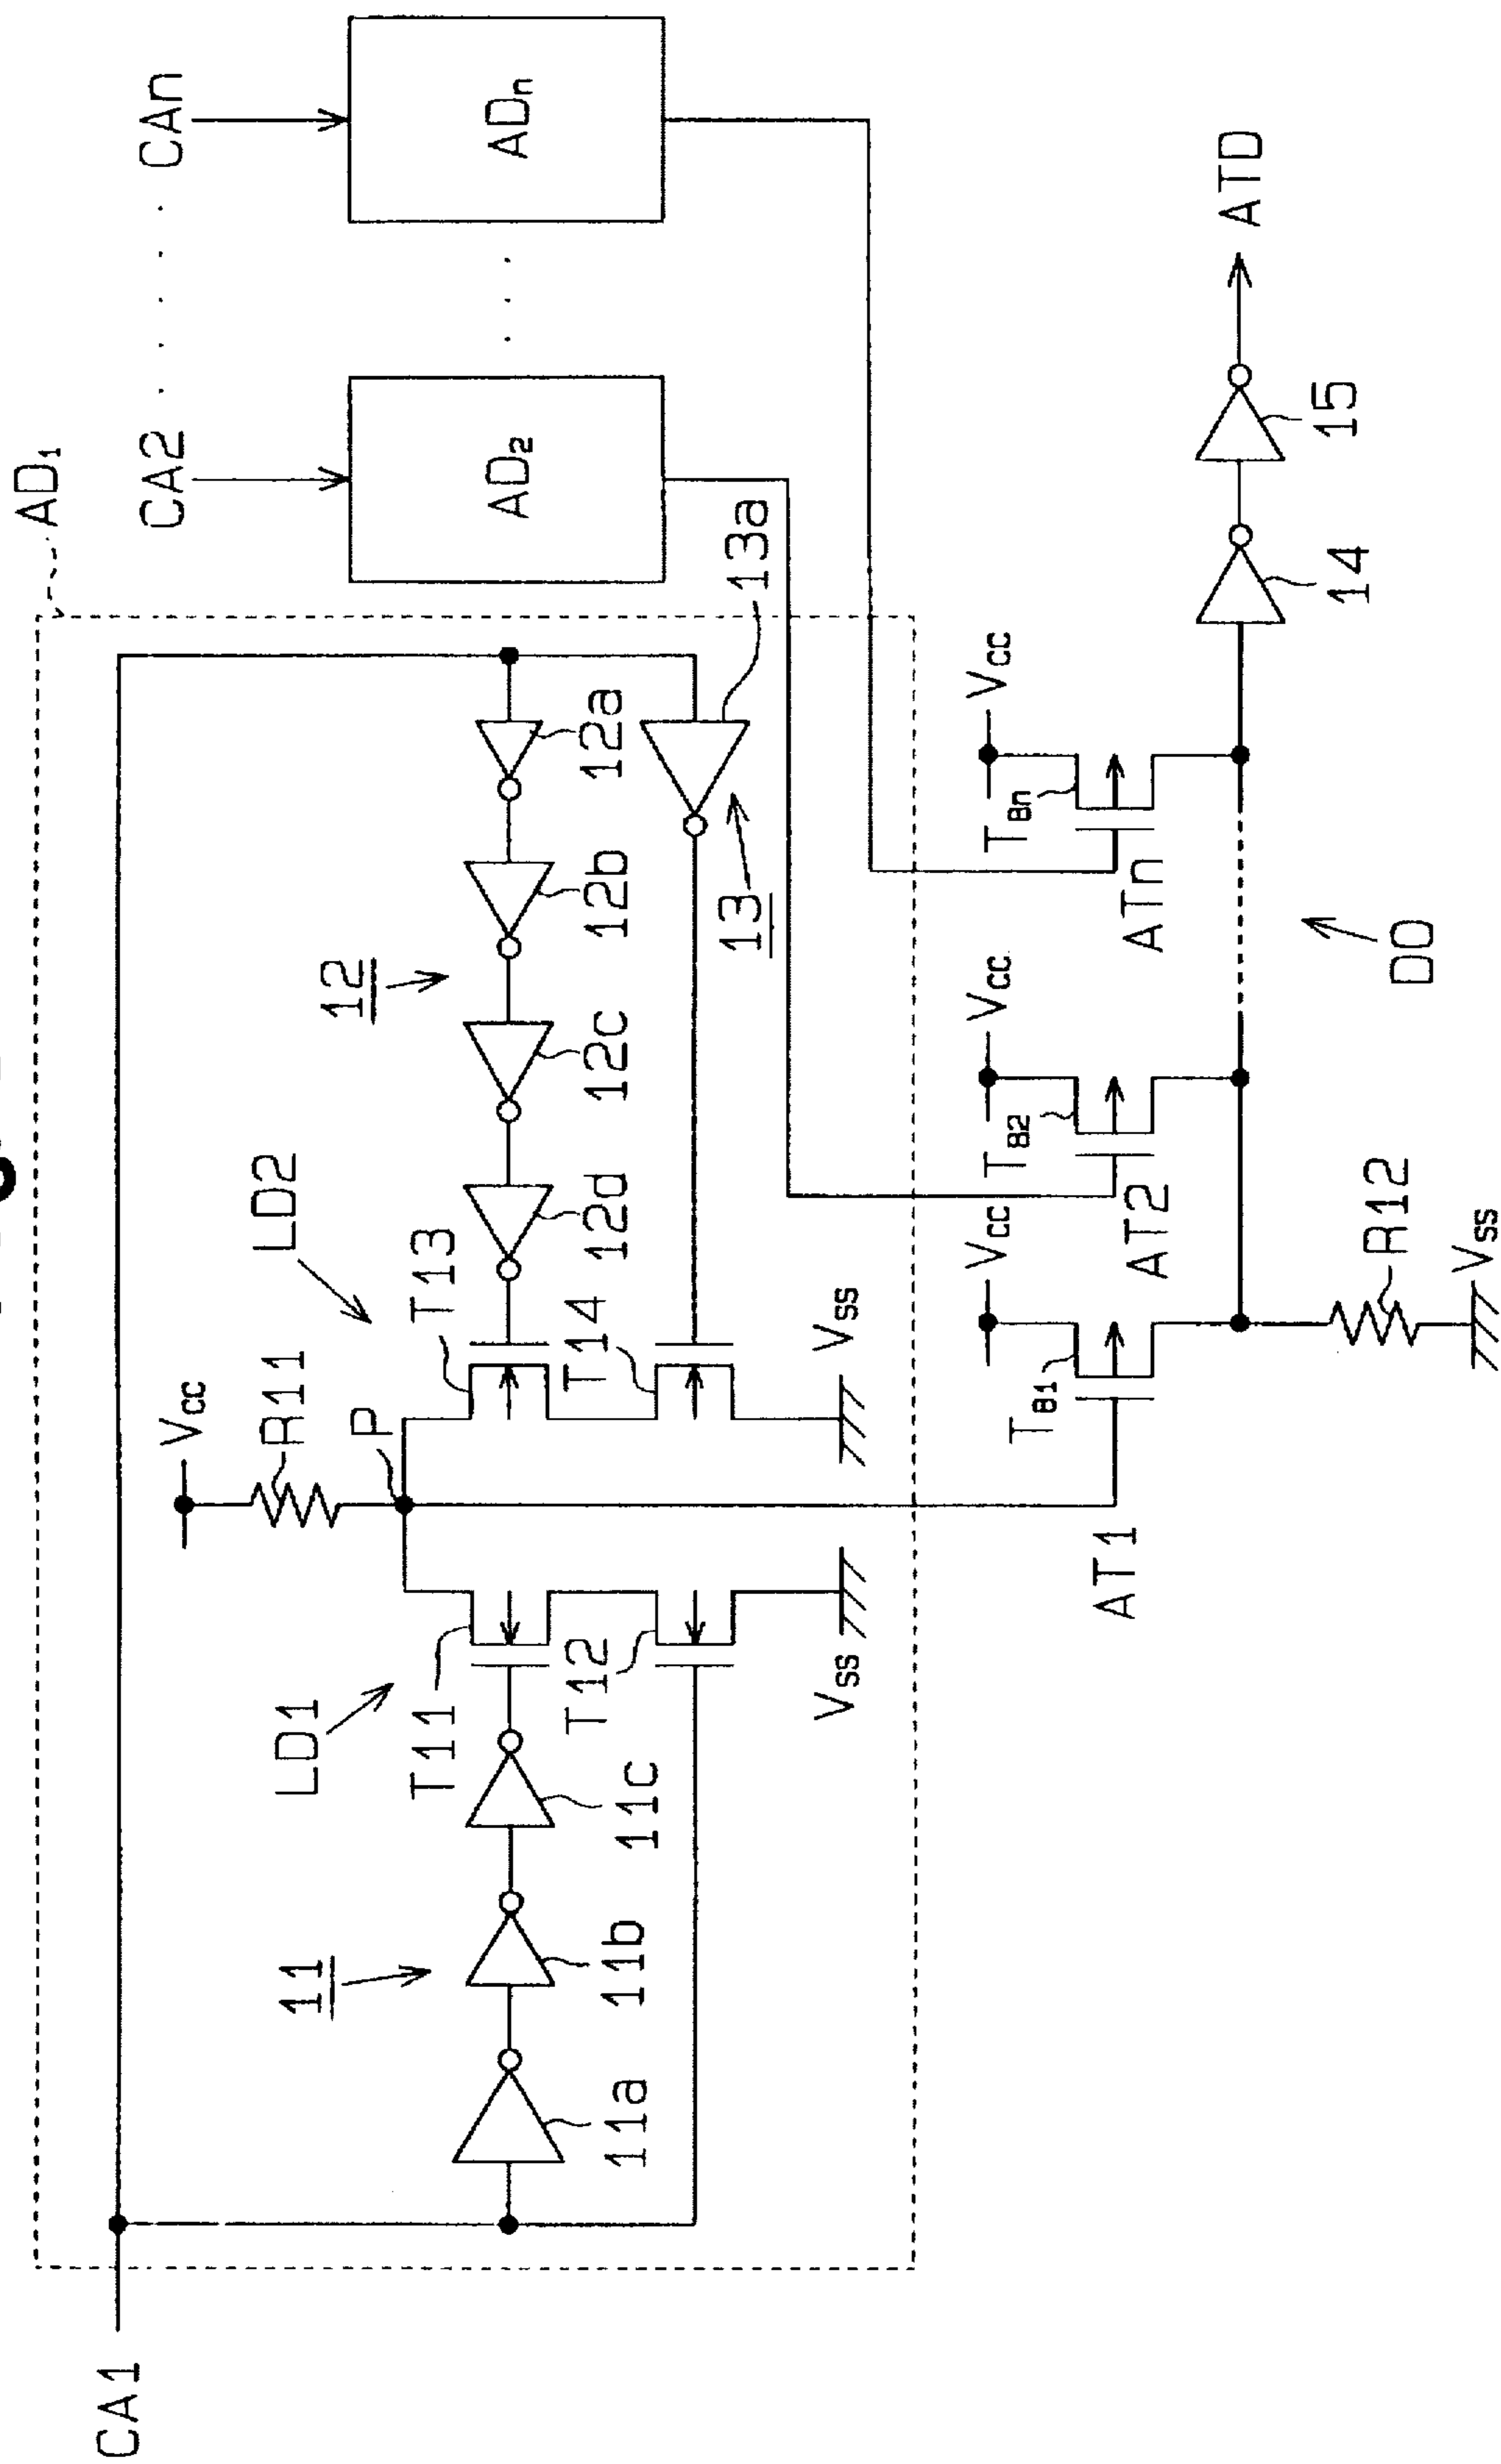 CA1
AD₁
CA2
CAn
AD₂
ADn
Vcc
R11
P
LD1
LD2
11
12
T11
T13
11a
11b
11c
12d
12c
12b
12a
T12
T14
13
13a
Vss
Vss
AT1
AT2
ATn
TB1
TB2
TBn
Vcc
Vcc
Vcc
R12
Vss
DO
14
15
ATD